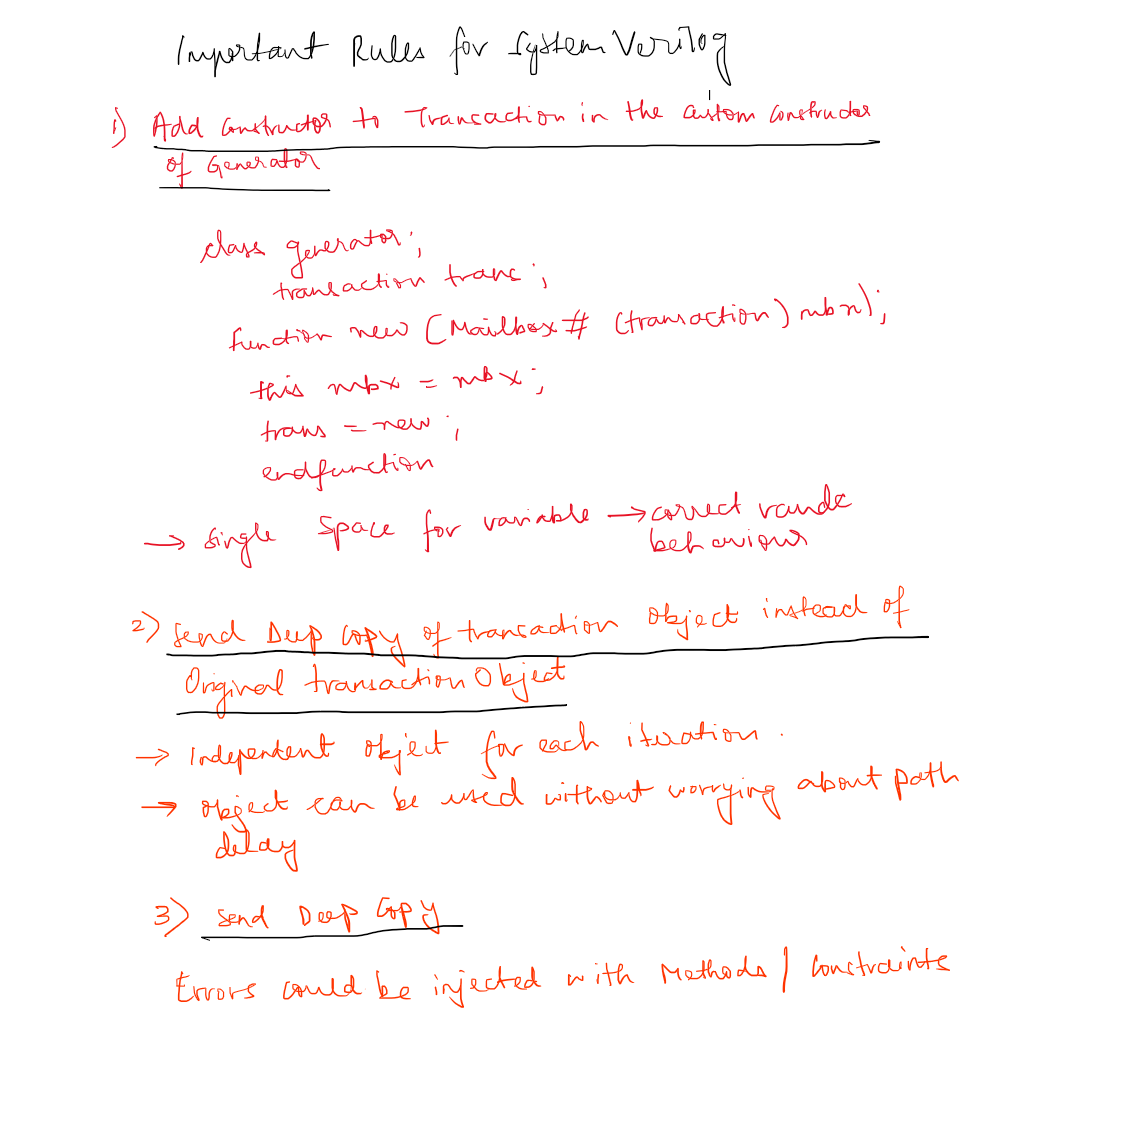 Important Rules for System Verilog
1) Add Constructor to Transaction in the custom constructor
of Generator
class generator;
transaction trans;
function new (Mailbox # (transaction) mbx);
this mbx = mbx;
trans = new;
endfunction
→ Single Space for variable → correct randc
behaviour
2) Send Deep Copy of transaction object instead of
Original transaction Object
→ Independent object for each iteration.
→ object can be used without worrying about path
delay
3) Send Deep Copy
Errors could be injected with Methods / Constraints